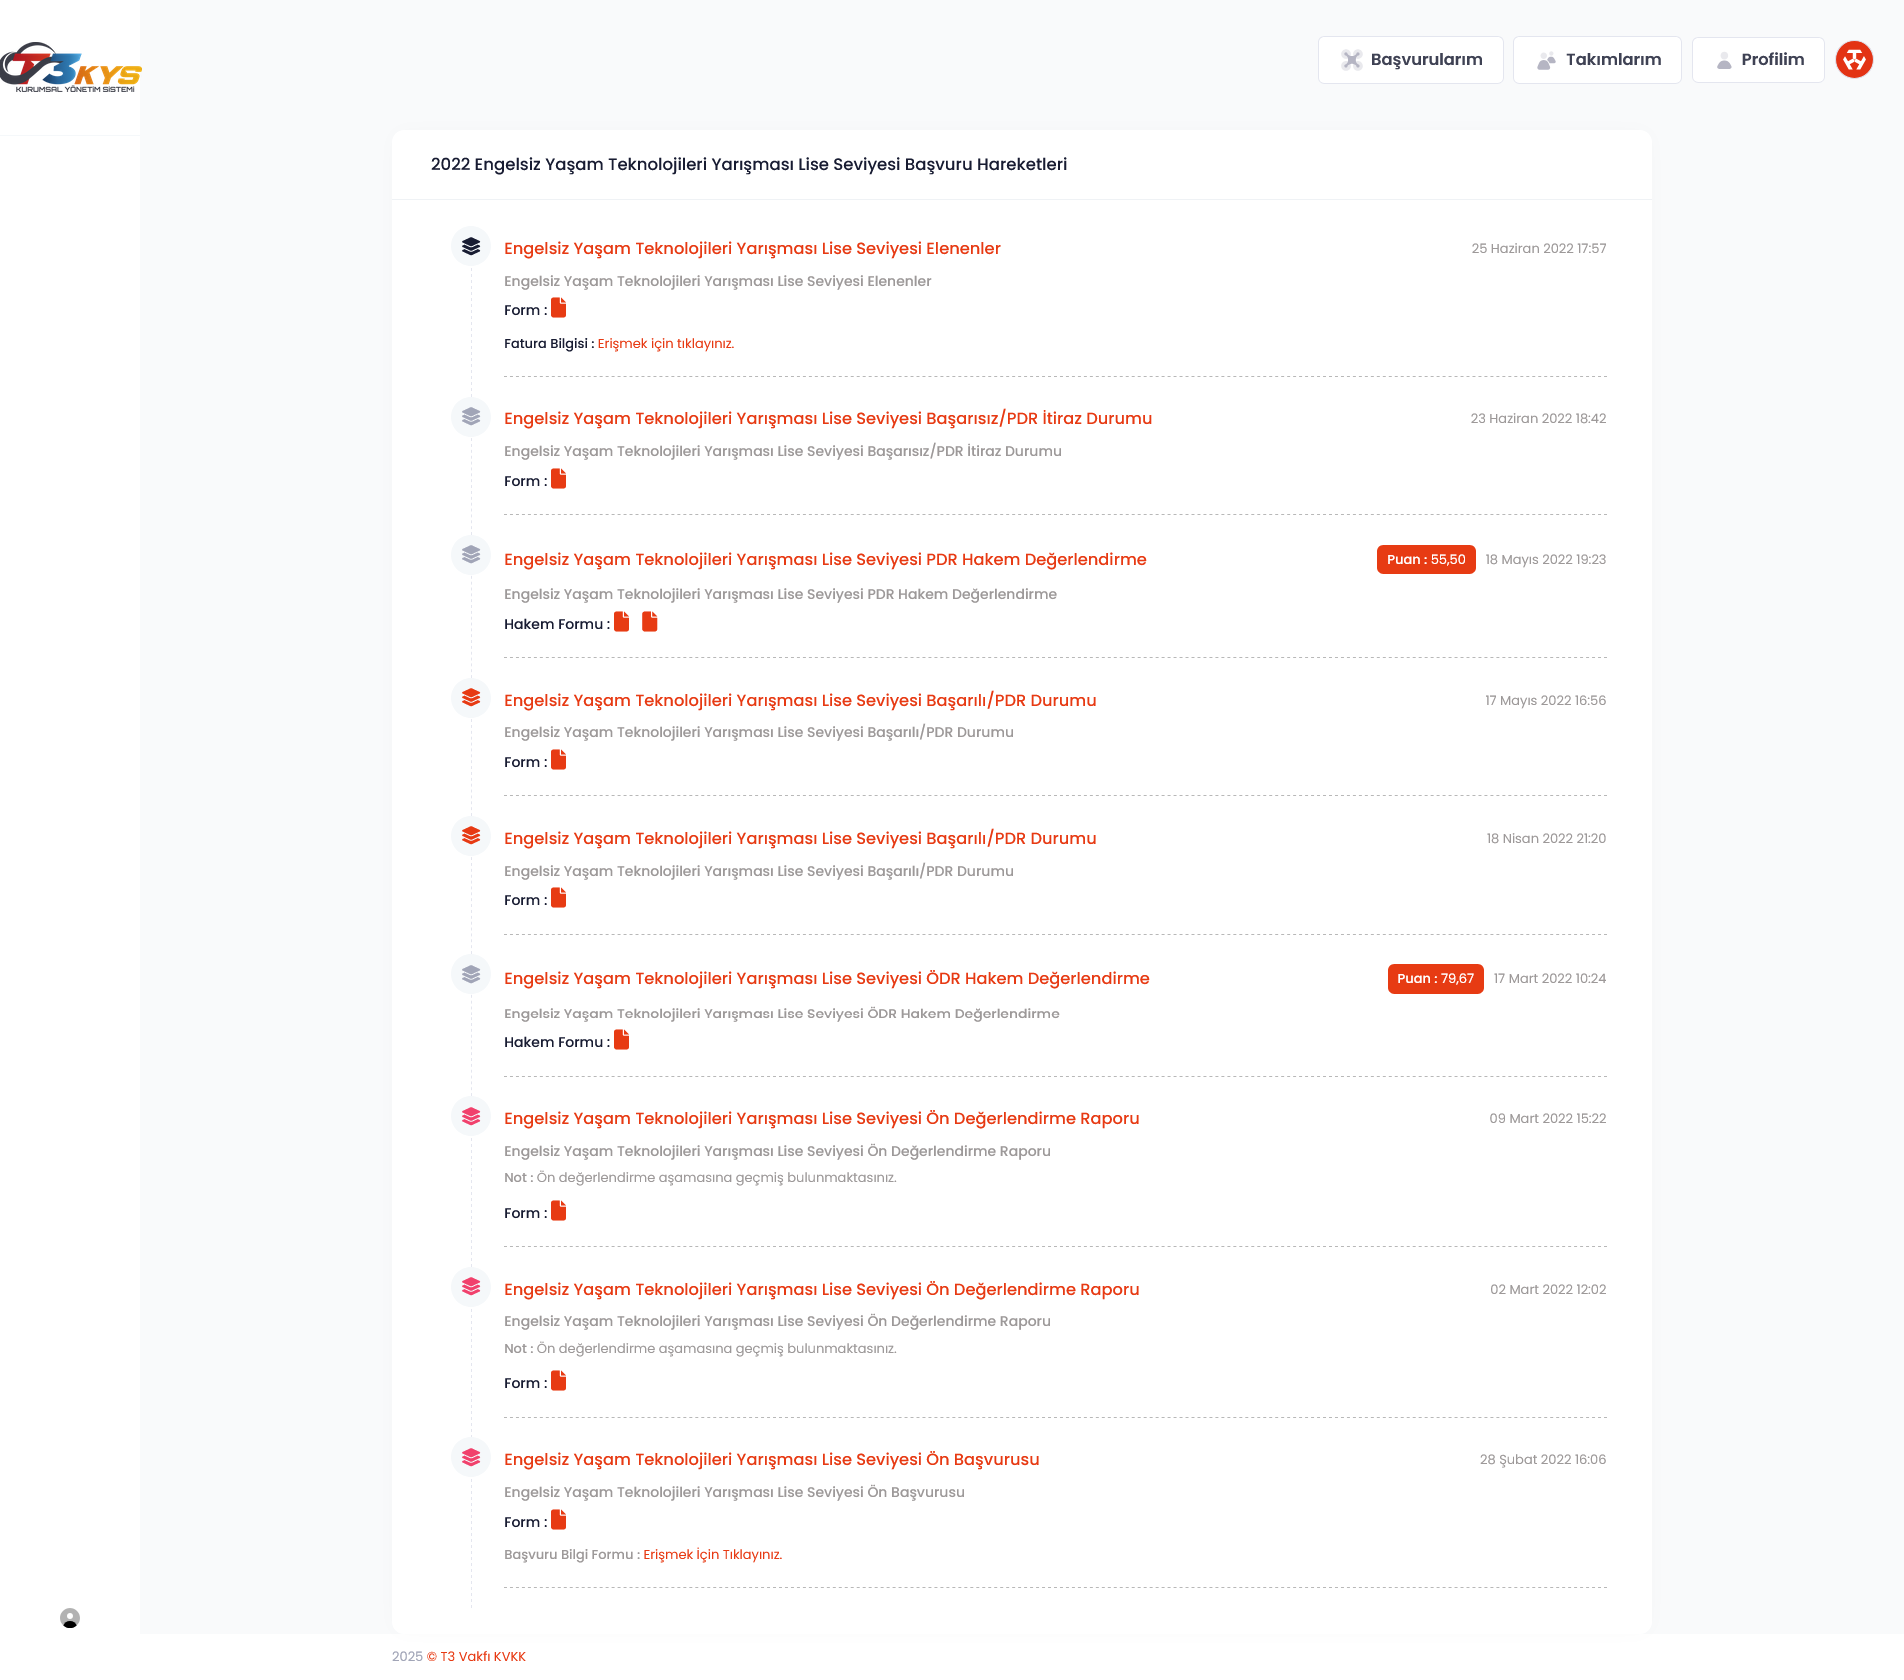 T3 KYS
KURUMSAL YÖNETİM SİSTEMİ
Başvurularım
Takımlarım
Profilim
2022 Engelsiz Yaşam Teknolojileri Yarışması Lise Seviyesi Başvuru Hareketleri
Engelsiz Yaşam Teknolojileri Yarışması Lise Seviyesi Elenenler
25 Haziran 2022 17:57
Engelsiz Yaşam Teknolojileri Yarışması Lise Seviyesi Elenenler
Form :
Fatura Bilgisi : Erişmek için tıklayınız.
Engelsiz Yaşam Teknolojileri Yarışması Lise Seviyesi Başarısız/PDR İtiraz Durumu
23 Haziran 2022 18:42
Engelsiz Yaşam Teknolojileri Yarışması Lise Seviyesi Başarısız/PDR İtiraz Durumu
Form :
Engelsiz Yaşam Teknolojileri Yarışması Lise Seviyesi PDR Hakem Değerlendirme
Puan : 55,50
18 Mayıs 2022 19:23
Engelsiz Yaşam Teknolojileri Yarışması Lise Seviyesi PDR Hakem Değerlendirme
Hakem Formu :
Engelsiz Yaşam Teknolojileri Yarışması Lise Seviyesi Başarılı/PDR Durumu
17 Mayıs 2022 16:56
Engelsiz Yaşam Teknolojileri Yarışması Lise Seviyesi Başarılı/PDR Durumu
Form :
Engelsiz Yaşam Teknolojileri Yarışması Lise Seviyesi Başarılı/PDR Durumu
18 Nisan 2022 21:20
Engelsiz Yaşam Teknolojileri Yarışması Lise Seviyesi Başarılı/PDR Durumu
Form :
Engelsiz Yaşam Teknolojileri Yarışması Lise Seviyesi ÖDR Hakem Değerlendirme
Puan : 79,67
17 Mart 2022 10:24
Engelsiz Yaşam Teknolojileri Yarışması Lise Seviyesi ÖDR Hakem Değerlendirme
Hakem Formu :
Engelsiz Yaşam Teknolojileri Yarışması Lise Seviyesi Ön Değerlendirme Raporu
09 Mart 2022 15:22
Engelsiz Yaşam Teknolojileri Yarışması Lise Seviyesi Ön Değerlendirme Raporu
Not : Ön değerlendirme aşamasına geçmiş bulunmaktasınız.
Form :
Engelsiz Yaşam Teknolojileri Yarışması Lise Seviyesi Ön Değerlendirme Raporu
02 Mart 2022 12:02
Engelsiz Yaşam Teknolojileri Yarışması Lise Seviyesi Ön Değerlendirme Raporu
Not : Ön değerlendirme aşamasına geçmiş bulunmaktasınız.
Form :
Engelsiz Yaşam Teknolojileri Yarışması Lise Seviyesi Ön Başvurusu
28 Şubat 2022 16:06
Engelsiz Yaşam Teknolojileri Yarışması Lise Seviyesi Ön Başvurusu
Form :
Başvuru Bilgi Formu : Erişmek İçin Tıklayınız.
2025 © T3 Vakfı KVKK